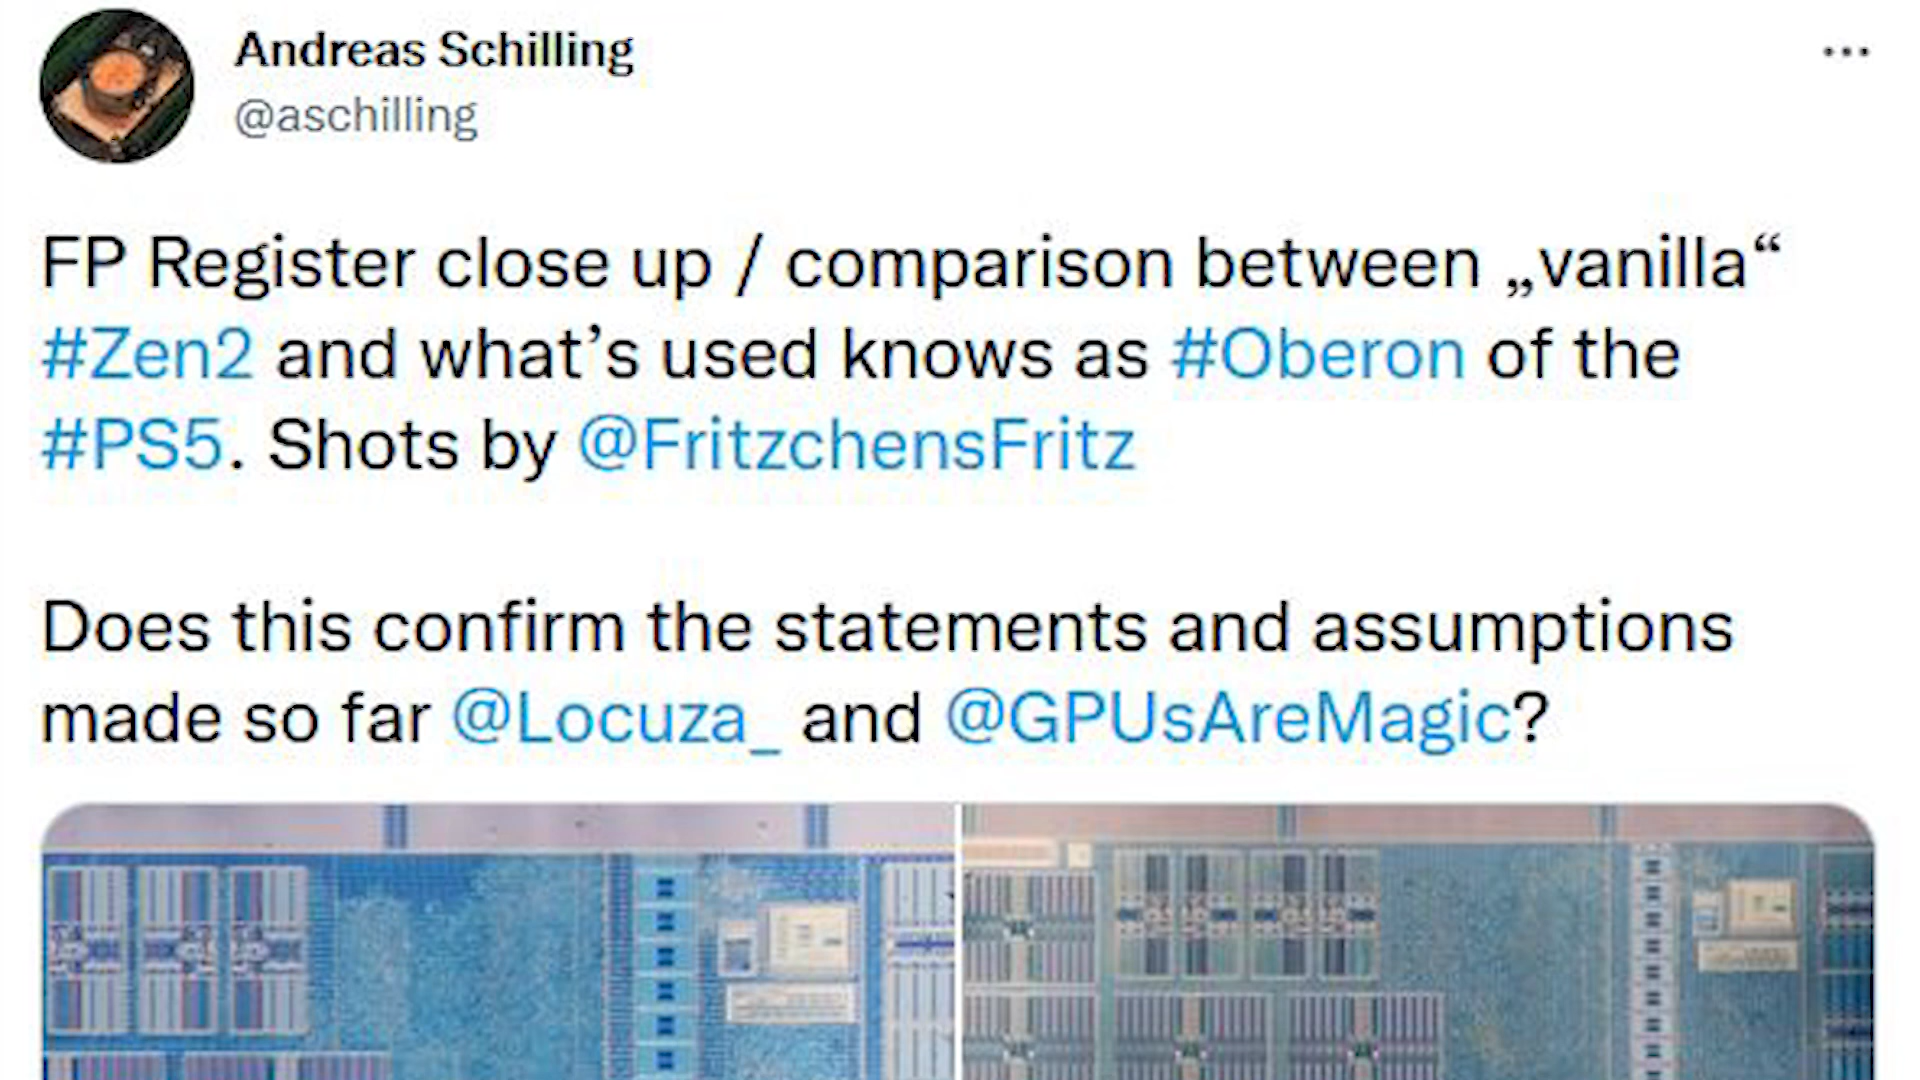 Andreas Schilling
@aschilling
FP Register close up / comparison between „vanilla“
#Zen2 and what’s used knows as #Oberon of the
#PS5. Shots by @FritzchensFritz
Does this confirm the statements and assumptions
made so far @Locuza_ and @GPUsAreMagic?